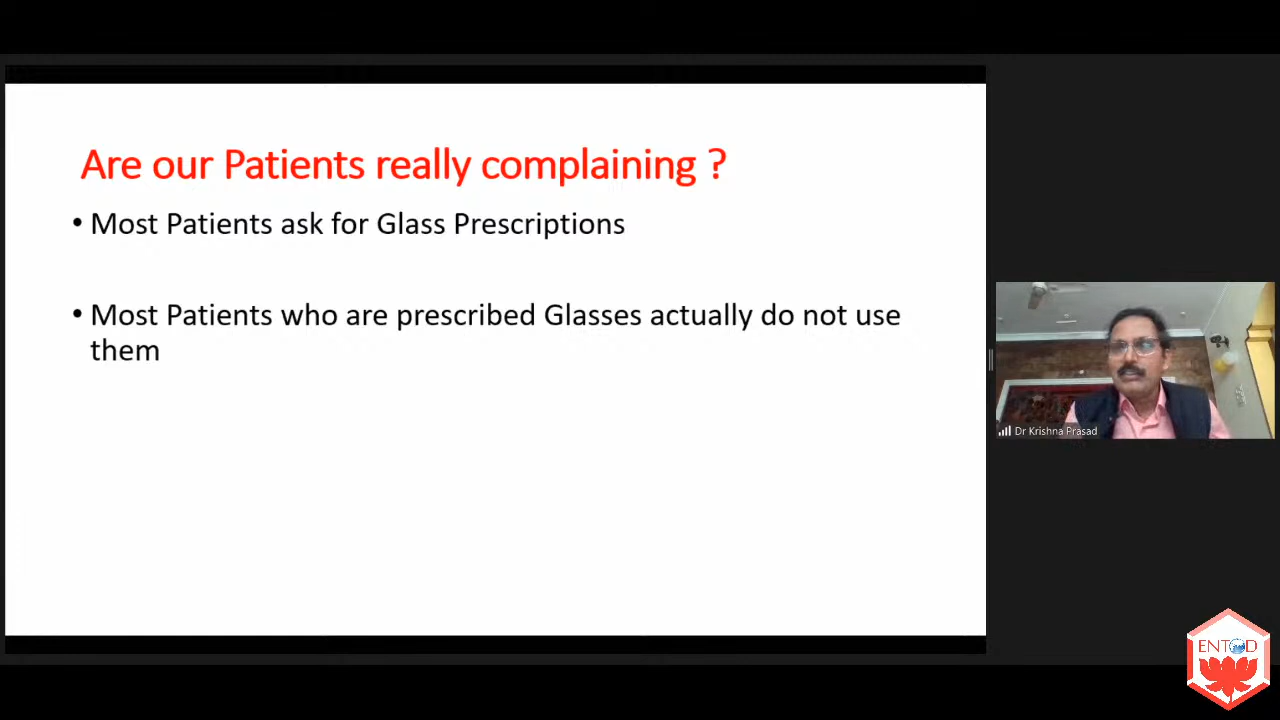 Are our Patients really complaining ?
• Most Patients ask for Glass Prescriptions
• Most Patients who are prescribed Glasses actually do not use
them
Dr Krishna Prasad
ENTOD